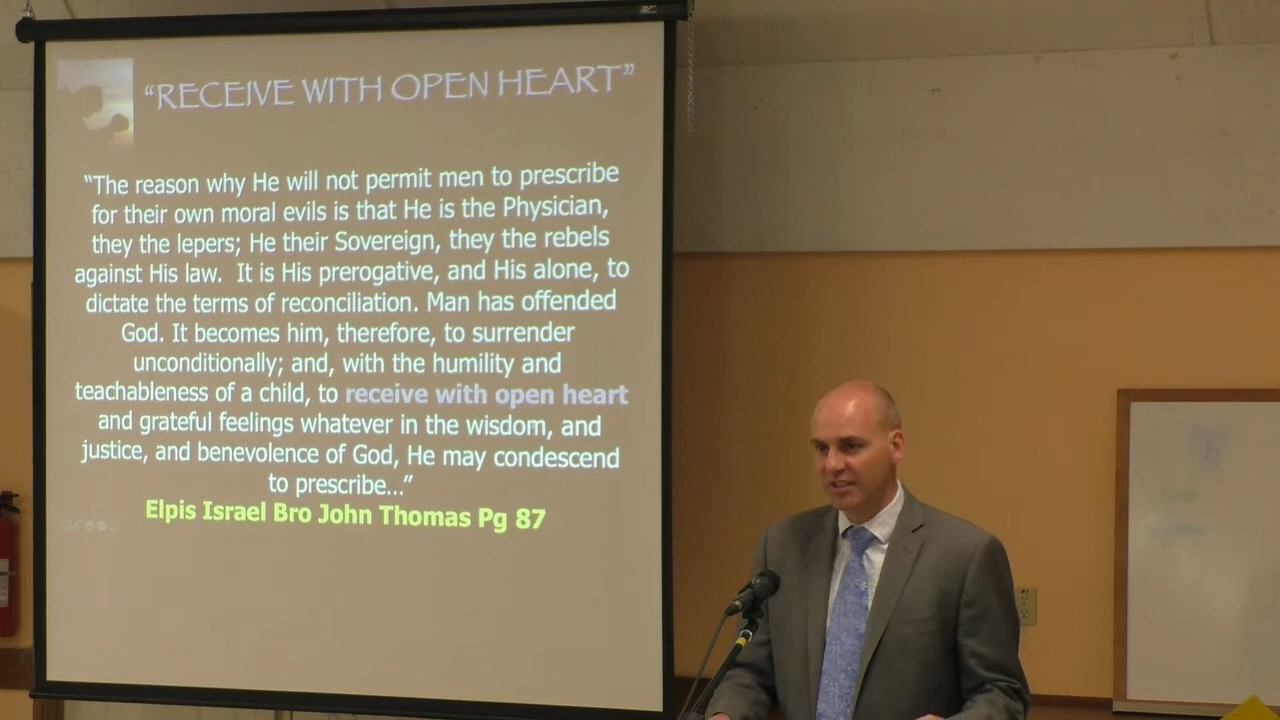 “RECEIVE WITH OPEN HEART”
“The reason why He will not permit men to prescribe
for their own moral evils is that He is the Physician,
they the lepers; He their Sovereign, they the rebels
against His law.  It is His prerogative, and His alone, to
dictate the terms of reconciliation. Man has offended
God. It becomes him, therefore, to surrender
unconditionally; and, with the humility and
teachableness of a child, to receive with open heart
and grateful feelings whatever in the wisdom, and
justice, and benevolence of God, He may condescend
to prescribe...”
Elpis Israel Bro John Thomas Pg 87